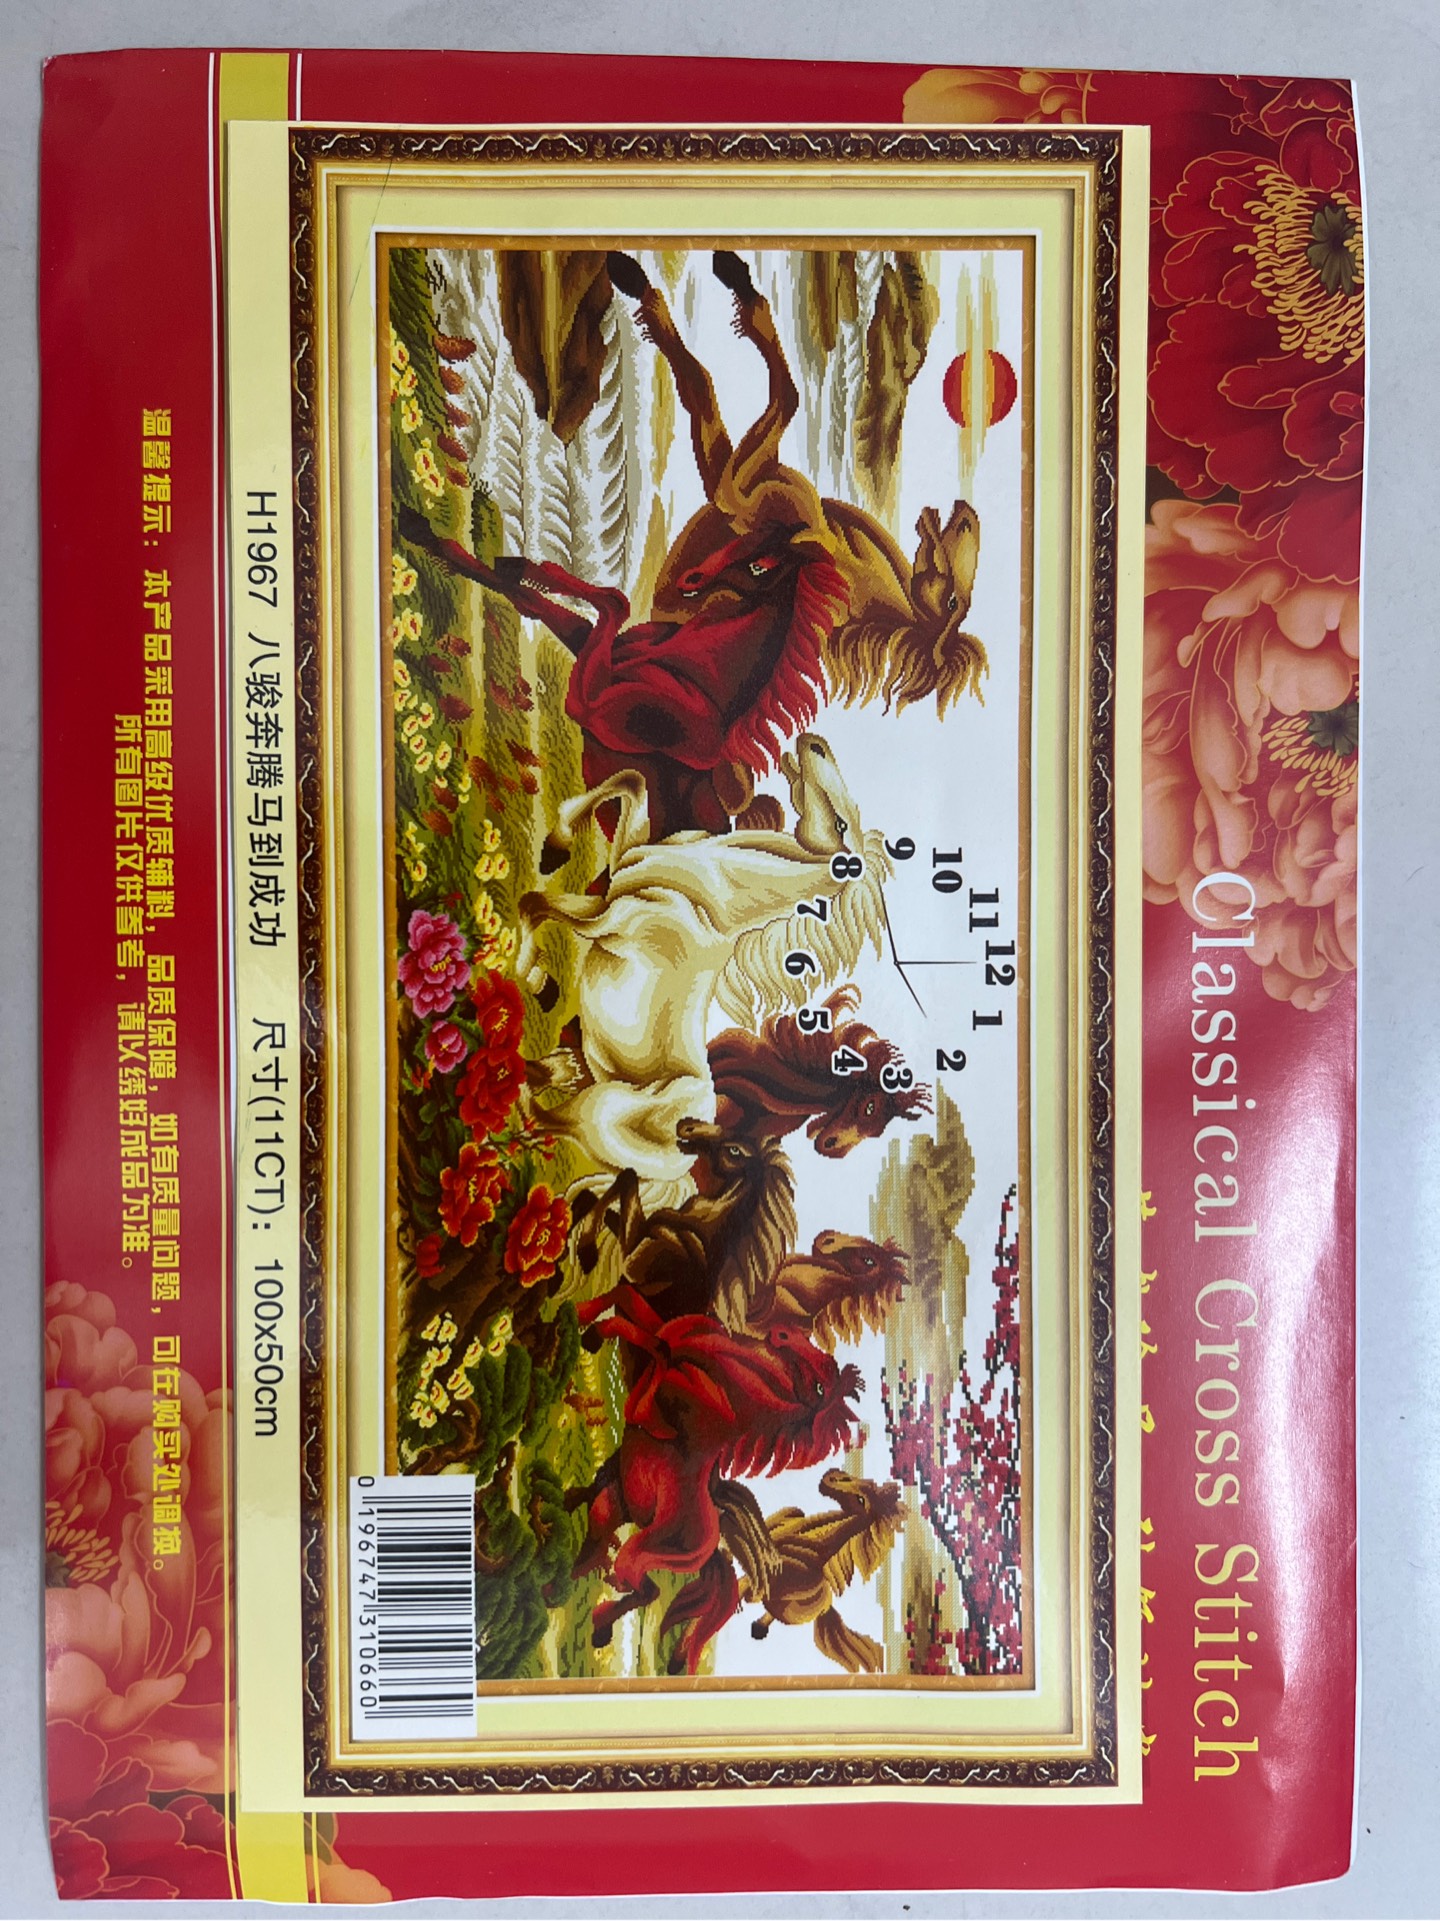 Classical Cross Stitch
12
11
1
10
2
9
3
8
4
7
5
6
0 196747 310660
H1967 八骏奔腾马到成功 尺寸(11CT)：100x50cm
温馨提示：本产品采用高级优质辅料，品质保障，如有质量问题，可在购买处调换。
所有图片仅供参考，请以绣好成品为准。